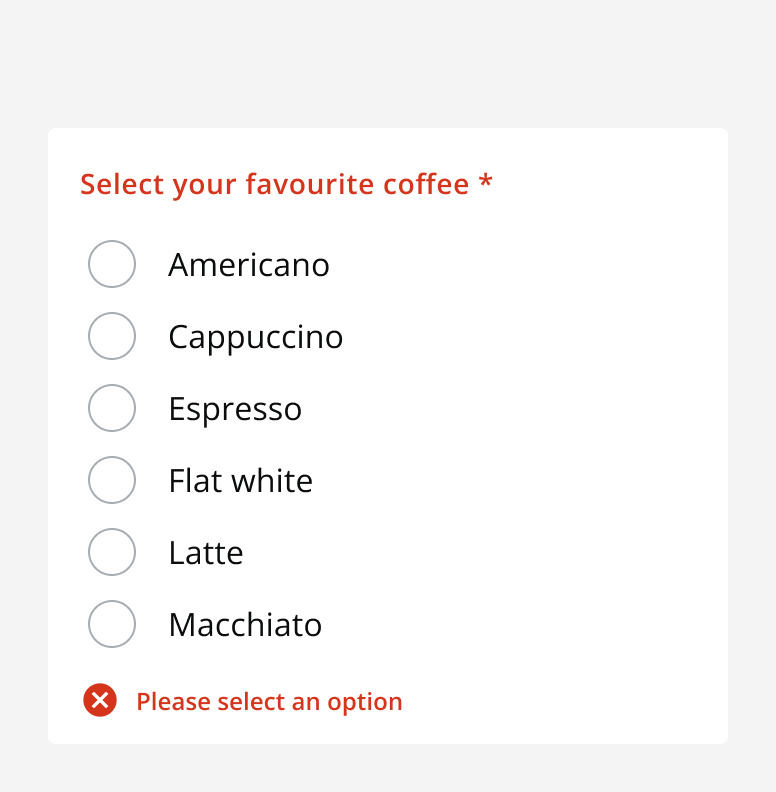 Select your favourite coffee *
Americano
Cappuccino
Espresso
Flat white
Latte
Macchiato
Please select an option